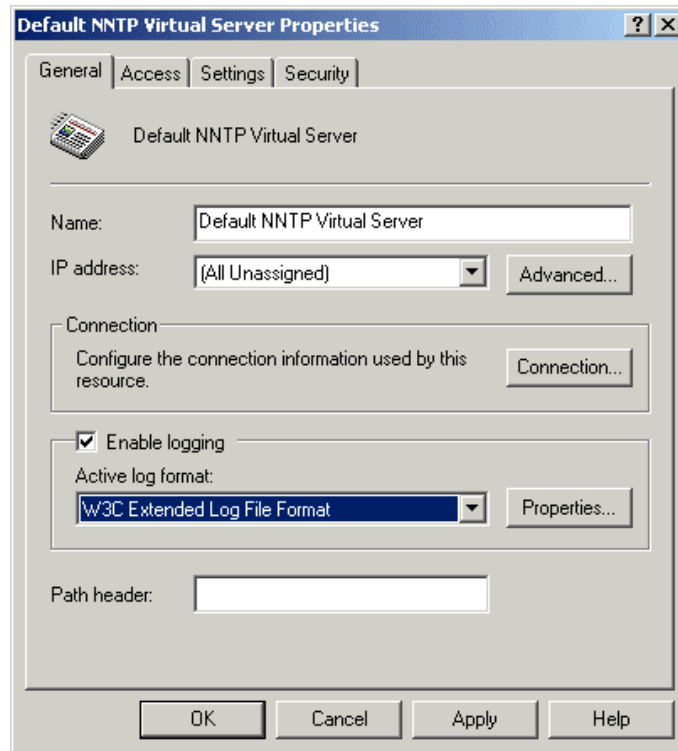 Default NNTP Virtual Server Properties
General Access Settings Security
Default NNTP Virtual Server
Name: Default NNTP Virtual Server
IP address: (All Unassigned) Advanced...
Connection
Configure the connection information used by this
resource.
Connection...
Enable logging
Active log format:
W3C Extended Log File Format Properties...
Path header:
OK Cancel Apply Help